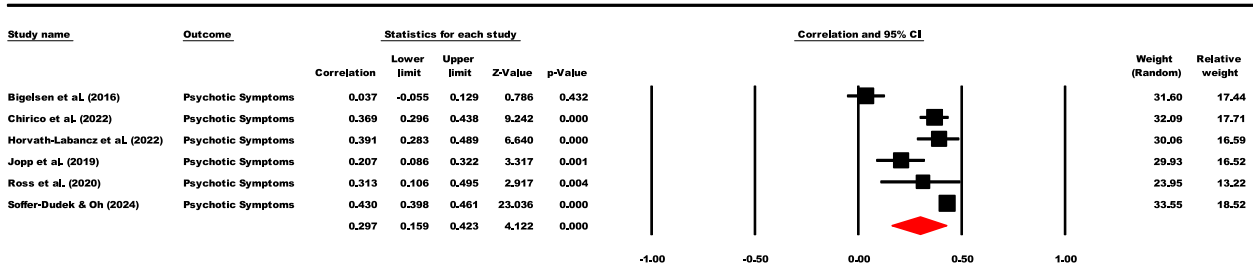 Study name Outcome Statistics for each study Correlation and 95% CI
Lower Upper Weight Relative
Correlation limit limit Z-Value p-Value (Random) weight
Bigelsen et al. (2016) Psychotic Symptoms 0.037 -0.055 0.129 0.786 0.432 31.60 17.44
Chirico et al. (2022) Psychotic Symptoms 0.369 0.296 0.438 9.242 0.000 32.09 17.71
Horvath-Labancz et al. (2022) Psychotic Symptoms 0.391 0.283 0.489 6.640 0.000 30.06 16.59
Jopp et al. (2019) Psychotic Symptoms 0.207 0.086 0.322 3.317 0.001 29.93 16.52
Ross et al. (2020) Psychotic Symptoms 0.313 0.106 0.495 2.917 0.004 23.95 13.22
Soffer-Dudek & Oh (2024) Psychotic Symptoms 0.430 0.398 0.461 23.036 0.000 33.55 18.52
0.297 0.159 0.423 4.122 0.000
-1.00 -0.50 0.00 0.50 1.00